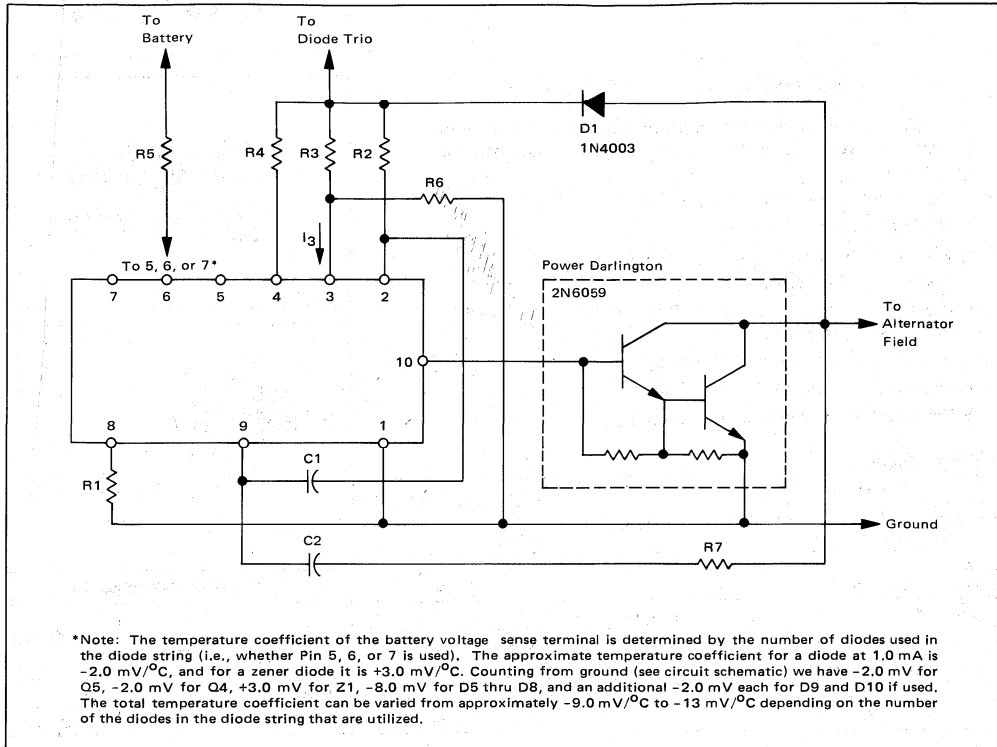 To
Battery
To
Diode Trio
D1
1N4003
R5
R4
R3
R2
R6
I3
To 5, 6, or 7*
7
6
5
4
3
2
Power Darlington
2N6059
To
Alternator
Field
10
8
9
1
C1
R1
Ground
C2
R7
*Note: The temperature coefficient of the battery voltage sense terminal is determined by the number of diodes used in
the diode string (i.e., whether Pin 5, 6, or 7 is used). The approximate temperature coefficient for a diode at 1.0 mA is
-2.0 mV/°C, and for a zener diode it is +3.0 mV/°C. Counting from ground (see circuit schematic) we have -2.0 mV for
Q5, -2.0 mV for Q4, +3.0 mV for Z1, -8.0 mV for D5 thru D8, and an additional -2.0 mV each for D9 and D10 if used.
The total temperature coefficient can be varied from approximately -9.0 mV/°C to -13 mV/°C depending on the number
of the diodes in the diode string that are utilized.